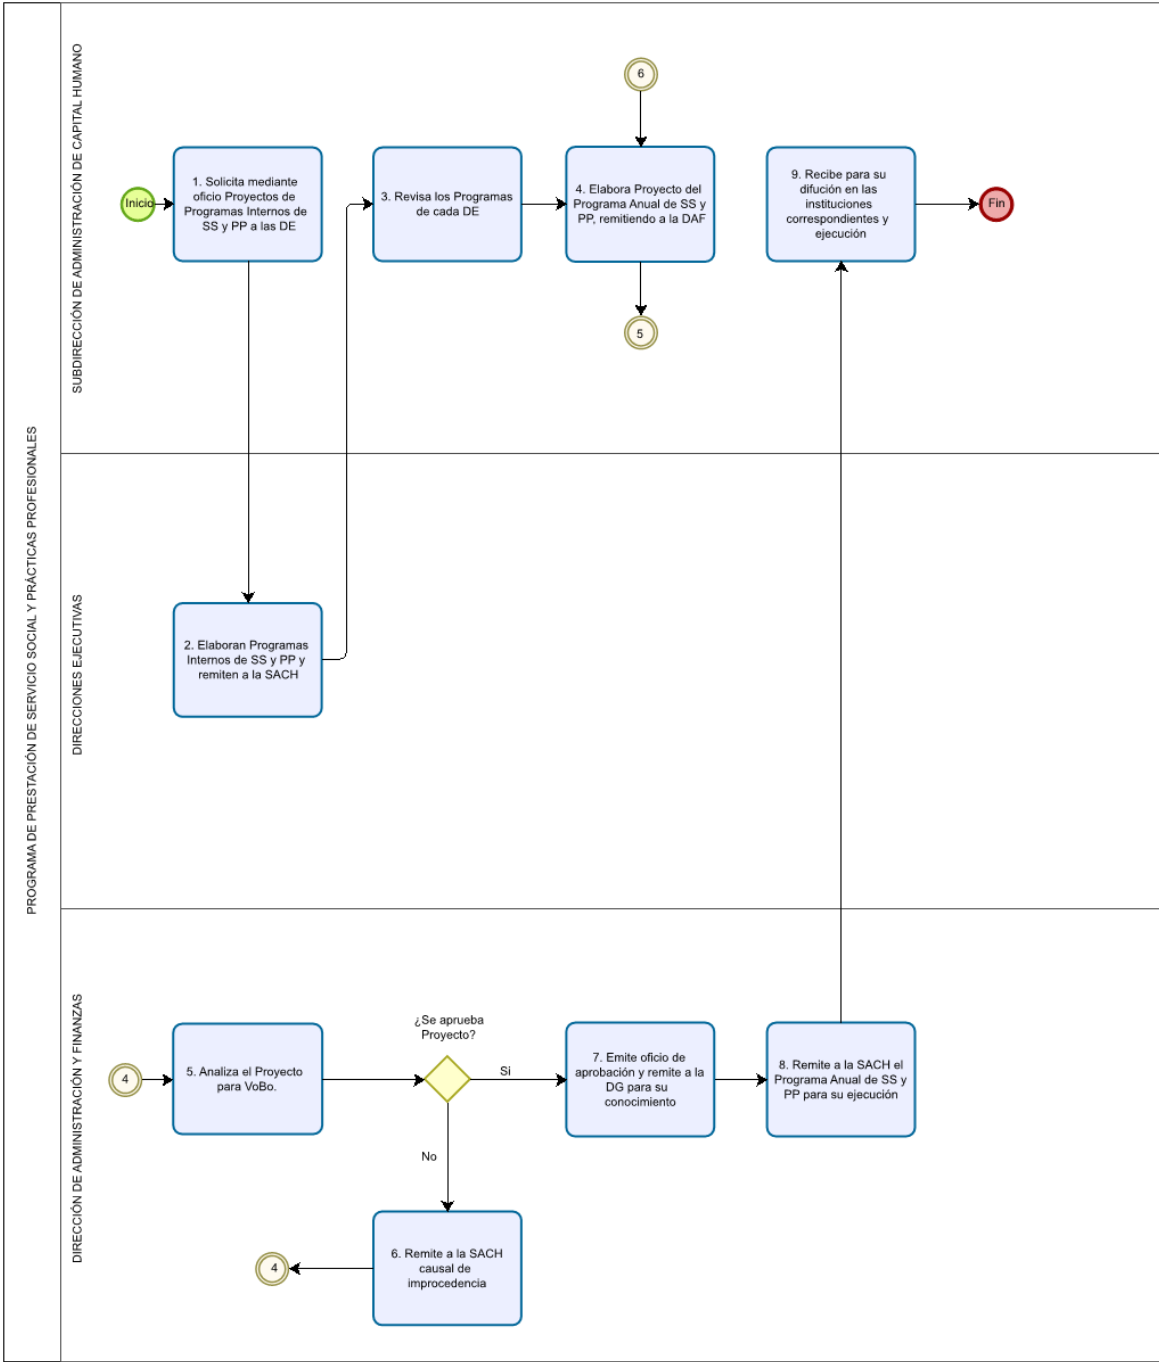 PROGRAMA DE PRESTACIÓN DE SERVICIO SOCIAL Y PRÁCTICAS PROFESIONALES
SUBDIRECCIÓN DE ADMINISTRACIÓN DE CAPITAL HUMANO
6
Inicio
1. Solicita mediante
oficio Proyectos de
Programas Internos de
SS y PP a las DE
3. Revisa los Programas
de cada DE
4. Elabora Proyecto del
Programa Anual de SS y
PP, remitiendo a la DAF
9. Recibe para su
difución en las
instituciones
correspondientes y
ejecución
Fin
5
DIRECCIONES EJECUTIVAS
2. Elaboran Programas
Internos de SS y PP y
remiten a la SACH
DIRECCIÓN DE ADMINISTRACIÓN Y FINANZAS
4
5. Analiza el Proyecto
para VoBo.
¿Se aprueba
Proyecto?
Si
No
7. Emite oficio de
aprobación y remite a la
DG para su
conocimiento
8. Remite a la SACH el
Programa Anual de SS y
PP para su ejecución
6. Remite a la SACH
causal de
improcedencia
4